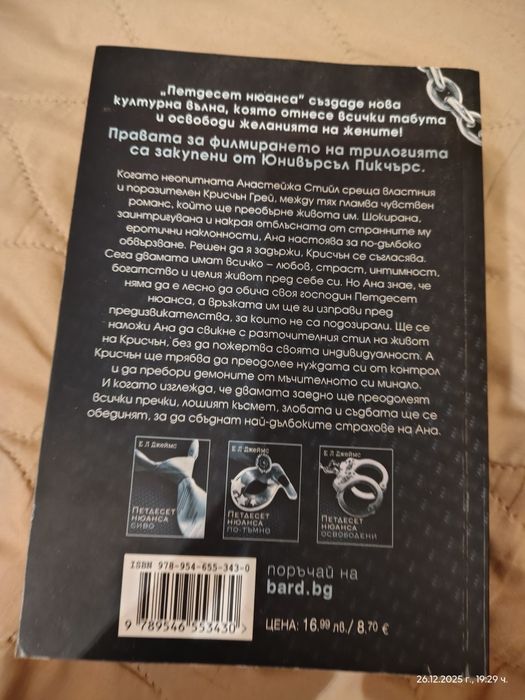 „Петдесет нюанса" създаде нова
културна вълна, която отнесе всички табута
и освободи желанията на жените!
Правата за филмирането на трилогията
са закупени от Юнивърсъл Пикчърс.
Когато неопитната Анастейжа Стийл среща властния
и поразителен Крисчън Грей, между тях пламва чувствен
романс, който ще преобърне живота им. Шокирана,
заинтригувана и накрая отблъсната от странните му
еротични наклонности, Ана настоява за по-дълбоко
обвързване. Решен да я задържи, Крисчън се съгласява.
Сега двамата имат всичко – любов, страст, интимност,
богатство и целия живот пред себе си. Но Ана знае, че
няма да е лесно да обича своя господин Петдесет
нюанса, а връзката им ще ги изправи пред
предизвикателства, за които не са подозирали. Ще се
наложи Ана да свикне с разточителния стил на живот
на Крисчън, без да пожертва своята индивидуалност. А
Крисчън ще трябва да преодолее нуждата си от контрол
и да пребори демоните от мъчителното си минало.
И когато изглежда, че двамата заедно ще преодолеят
всички пречки, лошият късмет, злобата и съдбата ще се
обединят, за да сбъднат най-дълбоките страхове на Ана.
Е Л Джеймс
Петдесет
нюанса
сиво
Е Л Джеймс
Петдесет
нюанса
по-тъмно
Е Л Джеймс
Петдесет
нюанса
освободени
ISBN 978-954-655-343-0
9 789546 553430
поръчай на
bard.bg
ЦЕНА: 16.99 лв./ 8.70 €
26.12.2025 г., 19:29 ч.